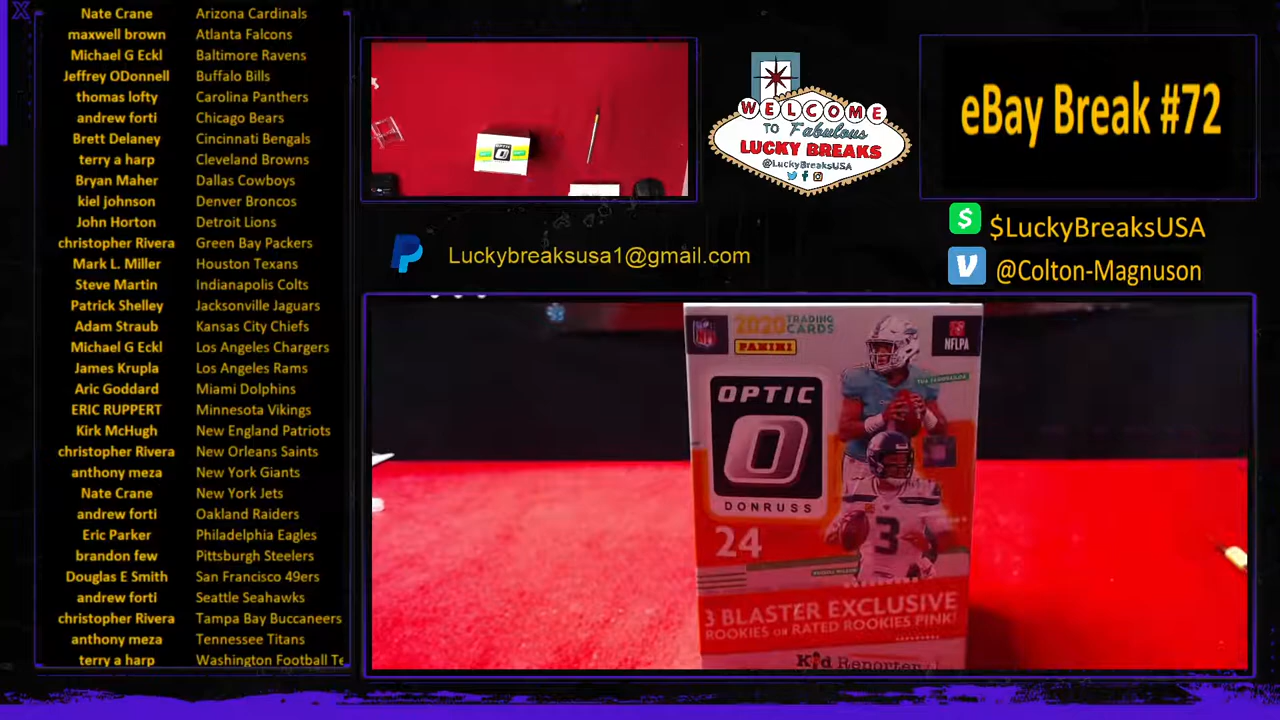 Nate Crane Arizona Cardinals
maxwell brown Atlanta Falcons
Michael G Eckl Baltimore Ravens
Jeffrey ODonnell Buffalo Bills
thomas lofty Carolina Panthers
andrew forti Chicago Bears
Brett Delaney Cincinnati Bengals
terry a harp Cleveland Browns
Bryan Maher Dallas Cowboys
kiel johnson Denver Broncos
John Horton Detroit Lions
christopher Rivera Green Bay Packers
Mark L. Miller Houston Texans
Steve Martin Indianapolis Colts
Patrick Shelley Jacksonville Jaguars
Adam Straub Kansas City Chiefs
Michael G Eckl Los Angeles Chargers
James Krupla Los Angeles Rams
Aric Goddard Miami Dolphins
ERIC RUPPERT Minnesota Vikings
Kirk McHugh New England Patriots
christopher Rivera New Orleans Saints
anthony meza New York Giants
Nate Crane New York Jets
andrew forti Oakland Raiders
Eric Parker Philadelphia Eagles
brandon few Pittsburgh Steelers
Douglas E Smith San Francisco 49ers
andrew forti Seattle Seahawks
christopher Rivera Tampa Bay Buccaneers
anthony meza Tennessee Titans
terry a harp Washington Football Te
WELCOME
TO Fabulous
LUCKY BREAKS
@LuckyBreaksUSA
eBay Break #72
Luckybreaksusa1@gmail.com
$LuckyBreaksUSA
@Colton-Magnuson
NFL
2020 TRADING CARDS
PANINI
NFLPA
OPTIC
DONRUSS
24
3
3 BLASTER EXCLUSIVE
ROOKIES OR RATED ROOKIES PINK!
Kid Reporter